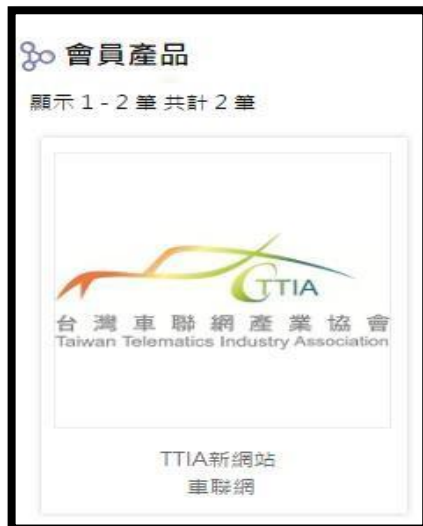 會員產品
顯示 1 - 2 筆 共計 2 筆
TTIA
台灣車聯網產業協會
Taiwan Telematics Industry Association
TTIA新網站
車聯網